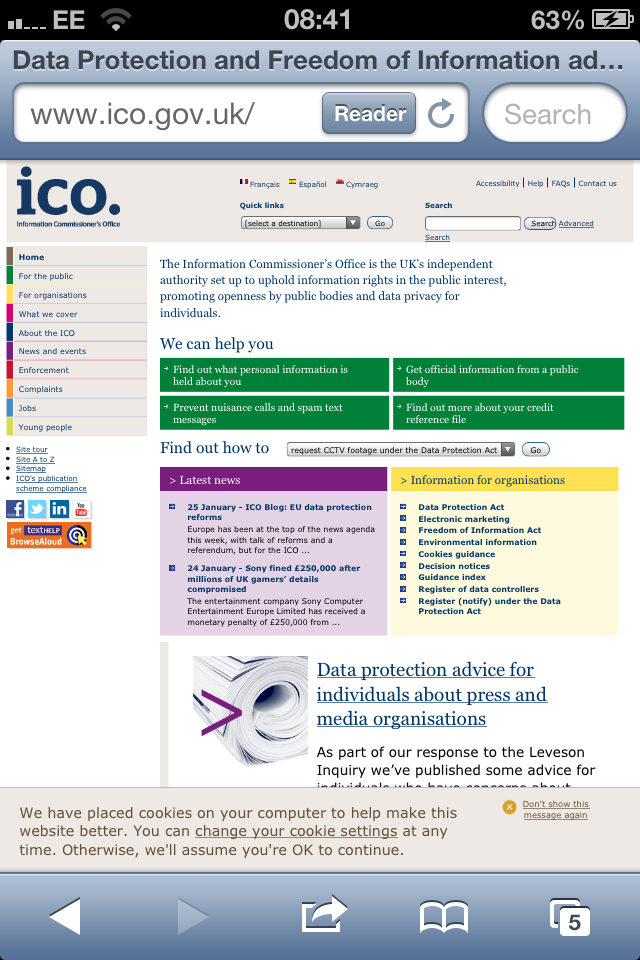 EE 08:41 63%
Data Protection and Freedom of Information ad...
www.ico.gov.uk/ Reader Search
ico.
Information Commissioner's Office
Français Español Cymraeg
Accessibility Help FAQs Contact us
Quick links
[select a destination] Go
Search
Search Advanced
Search
Home
For the public
For organisations
What we cover
About the ICO
News and events
Enforcement
Complaints
Jobs
Young people
Site tour
Site A to Z
Sitemap
ICO's publication
scheme compliance
You
Tube
get textHELP
BrowseAloud
The Information Commissioner's Office is the UK's independent
authority set up to uphold information rights in the public interest,
promoting openness by public bodies and data privacy for
individuals.
We can help you
Find out what personal information is
held about you
Get official information from a public
body
Prevent nuisance calls and spam text
messages
Find out more about your credit
reference file
Find out how to
request CCTV footage under the Data Protection Act Go
> Latest news
25 January - ICO Blog: EU data protection
reforms
Europe has been at the top of the news agenda
this week, with talk of reforms and a
referendum, but for the ICO ...
24 January - Sony fined £250,000 after
millions of UK gamers' details
compromised
The entertainment company Sony Computer
Entertainment Europe Limited has received a
monetary penalty of £250,000 from ...
> Information for organisations
Data Protection Act
Electronic marketing
Freedom of Information Act
Environmental information
Cookies guidance
Decision notices
Guidance index
Register of data controllers
Register (notify) under the Data
Protection Act
Data protection advice for
individuals about press and
media organisations
As part of our response to the Leveson
Inquiry we've published some advice for
individuals who have concerns about
We have placed cookies on your computer to help make this
website better. You can change your cookie settings at any
time. Otherwise, we'll assume you're OK to continue.
Don't show this
message again
5